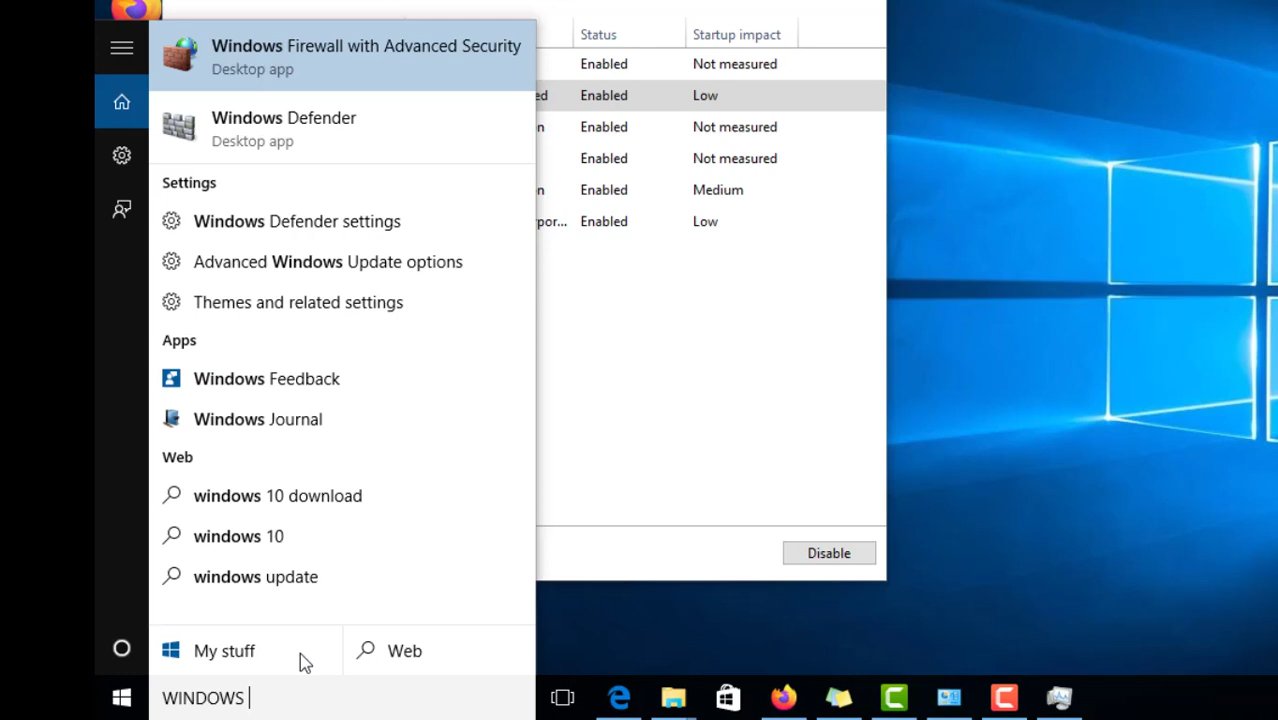 Windows Firewall with Advanced Security
Desktop app
Windows Defender
Desktop app
Settings
Windows Defender settings
Advanced Windows Update options
Themes and related settings
Apps
Windows Feedback
Windows Journal
Web
windows 10 download
windows 10
windows update
My stuff
Web
WINDOWS
Status Startup impact
Enabled Not measured
ed Enabled Low
n Enabled Not measured
Enabled Not measured
on Enabled Medium
rpor... Enabled Low
Disable